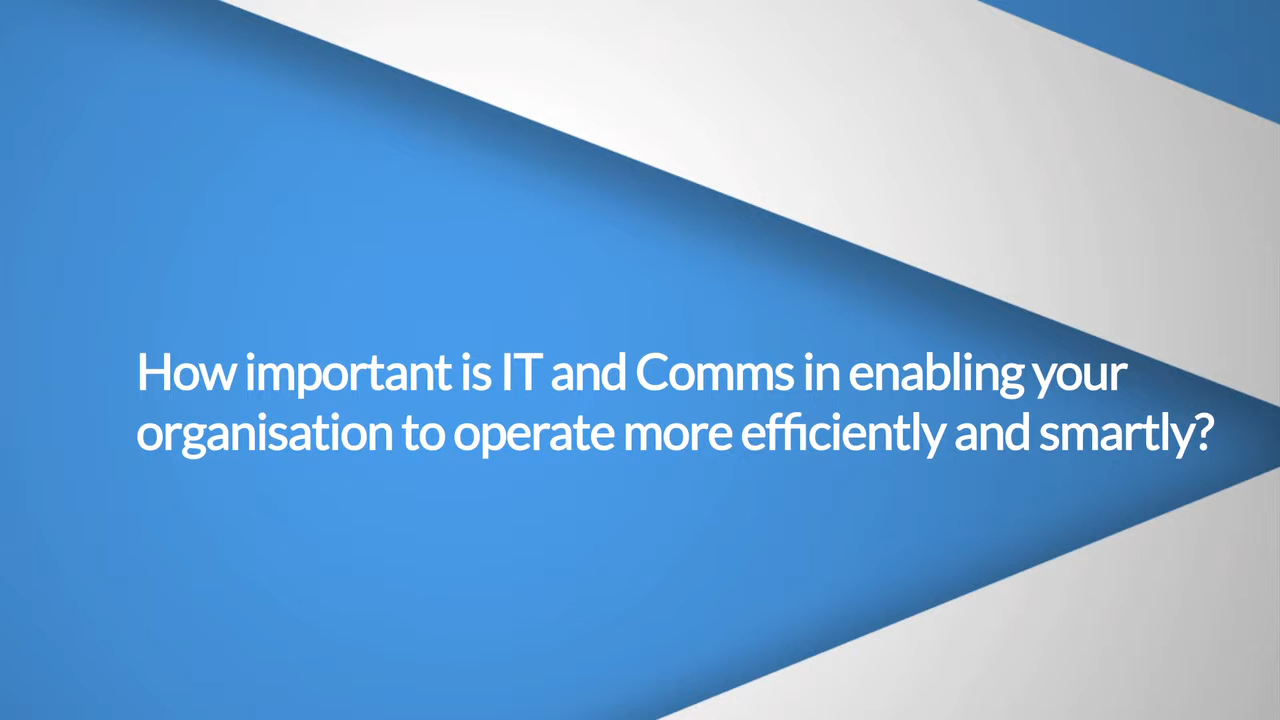 How important is IT and Comms in enabling your
organisation to operate more efficiently and smartly?